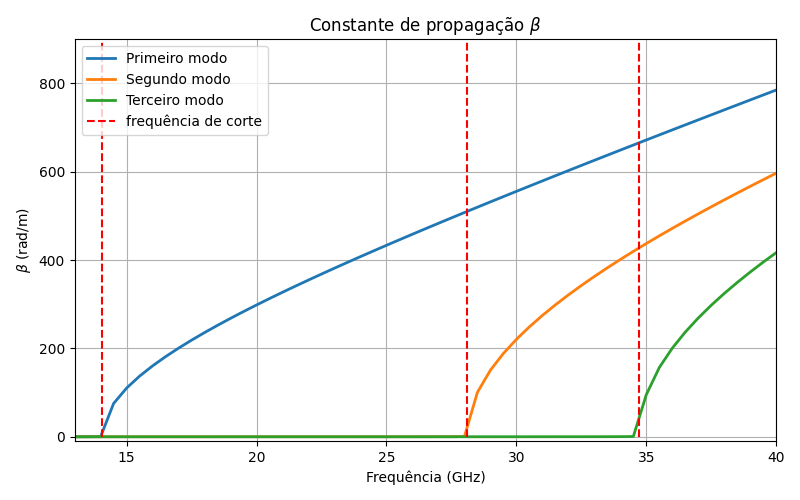 Constante de propagação β
Primeiro modo
Segundo modo
Terceiro modo
frequência de corte
β (rad/m)
800
600
400
200
0
15 20 25 30 35 40
Frequência (GHz)